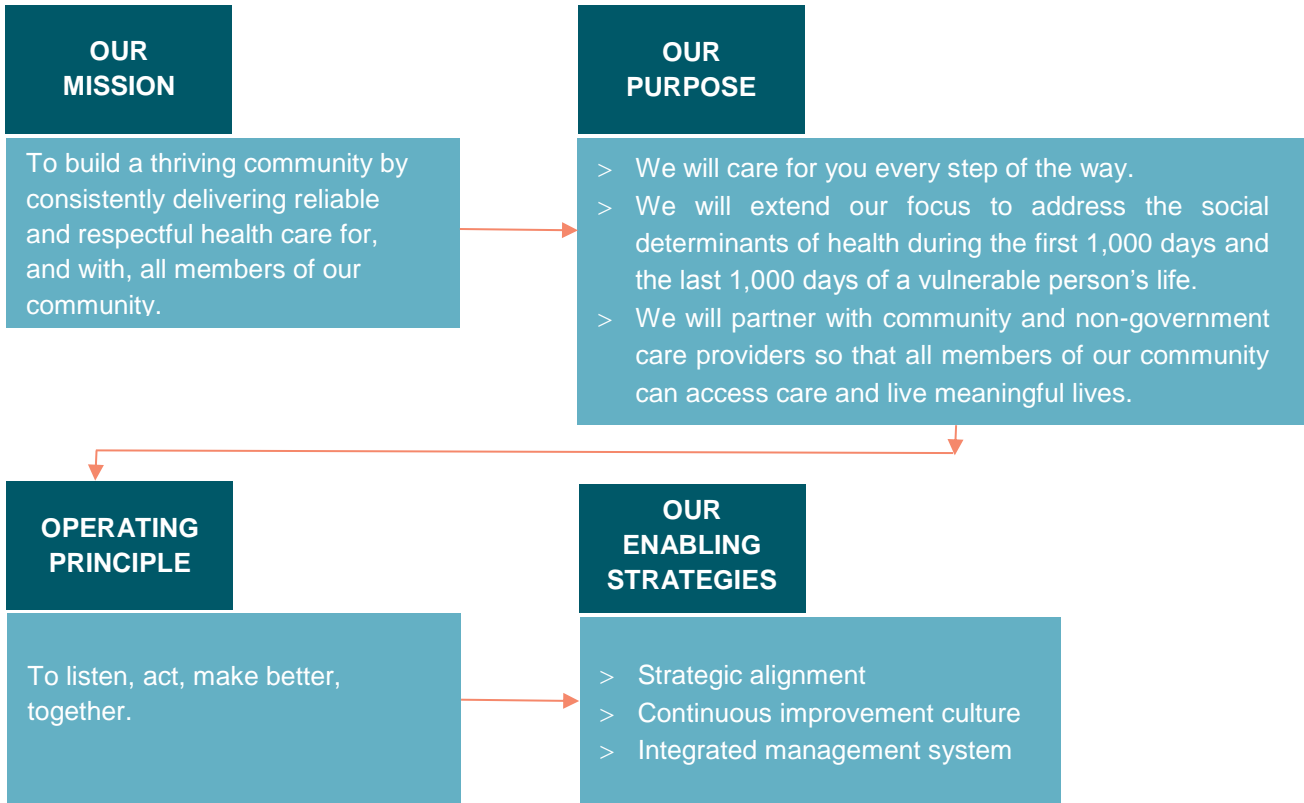 OUR
MISSION
To build a thriving community by
consistently delivering reliable
and respectful health care for,
and with, all members of our
community.
OUR
PURPOSE
> We will care for you every step of the way.
> We will extend our focus to address the social
determinants of health during the first 1,000 days and
the last 1,000 days of a vulnerable person’s life.
> We will partner with community and non-government
care providers so that all members of our community
can access care and live meaningful lives.
OPERATING
PRINCIPLE
To listen, act, make better,
together.
OUR
ENABLING
STRATEGIES
> Strategic alignment
> Continuous improvement culture
> Integrated management system